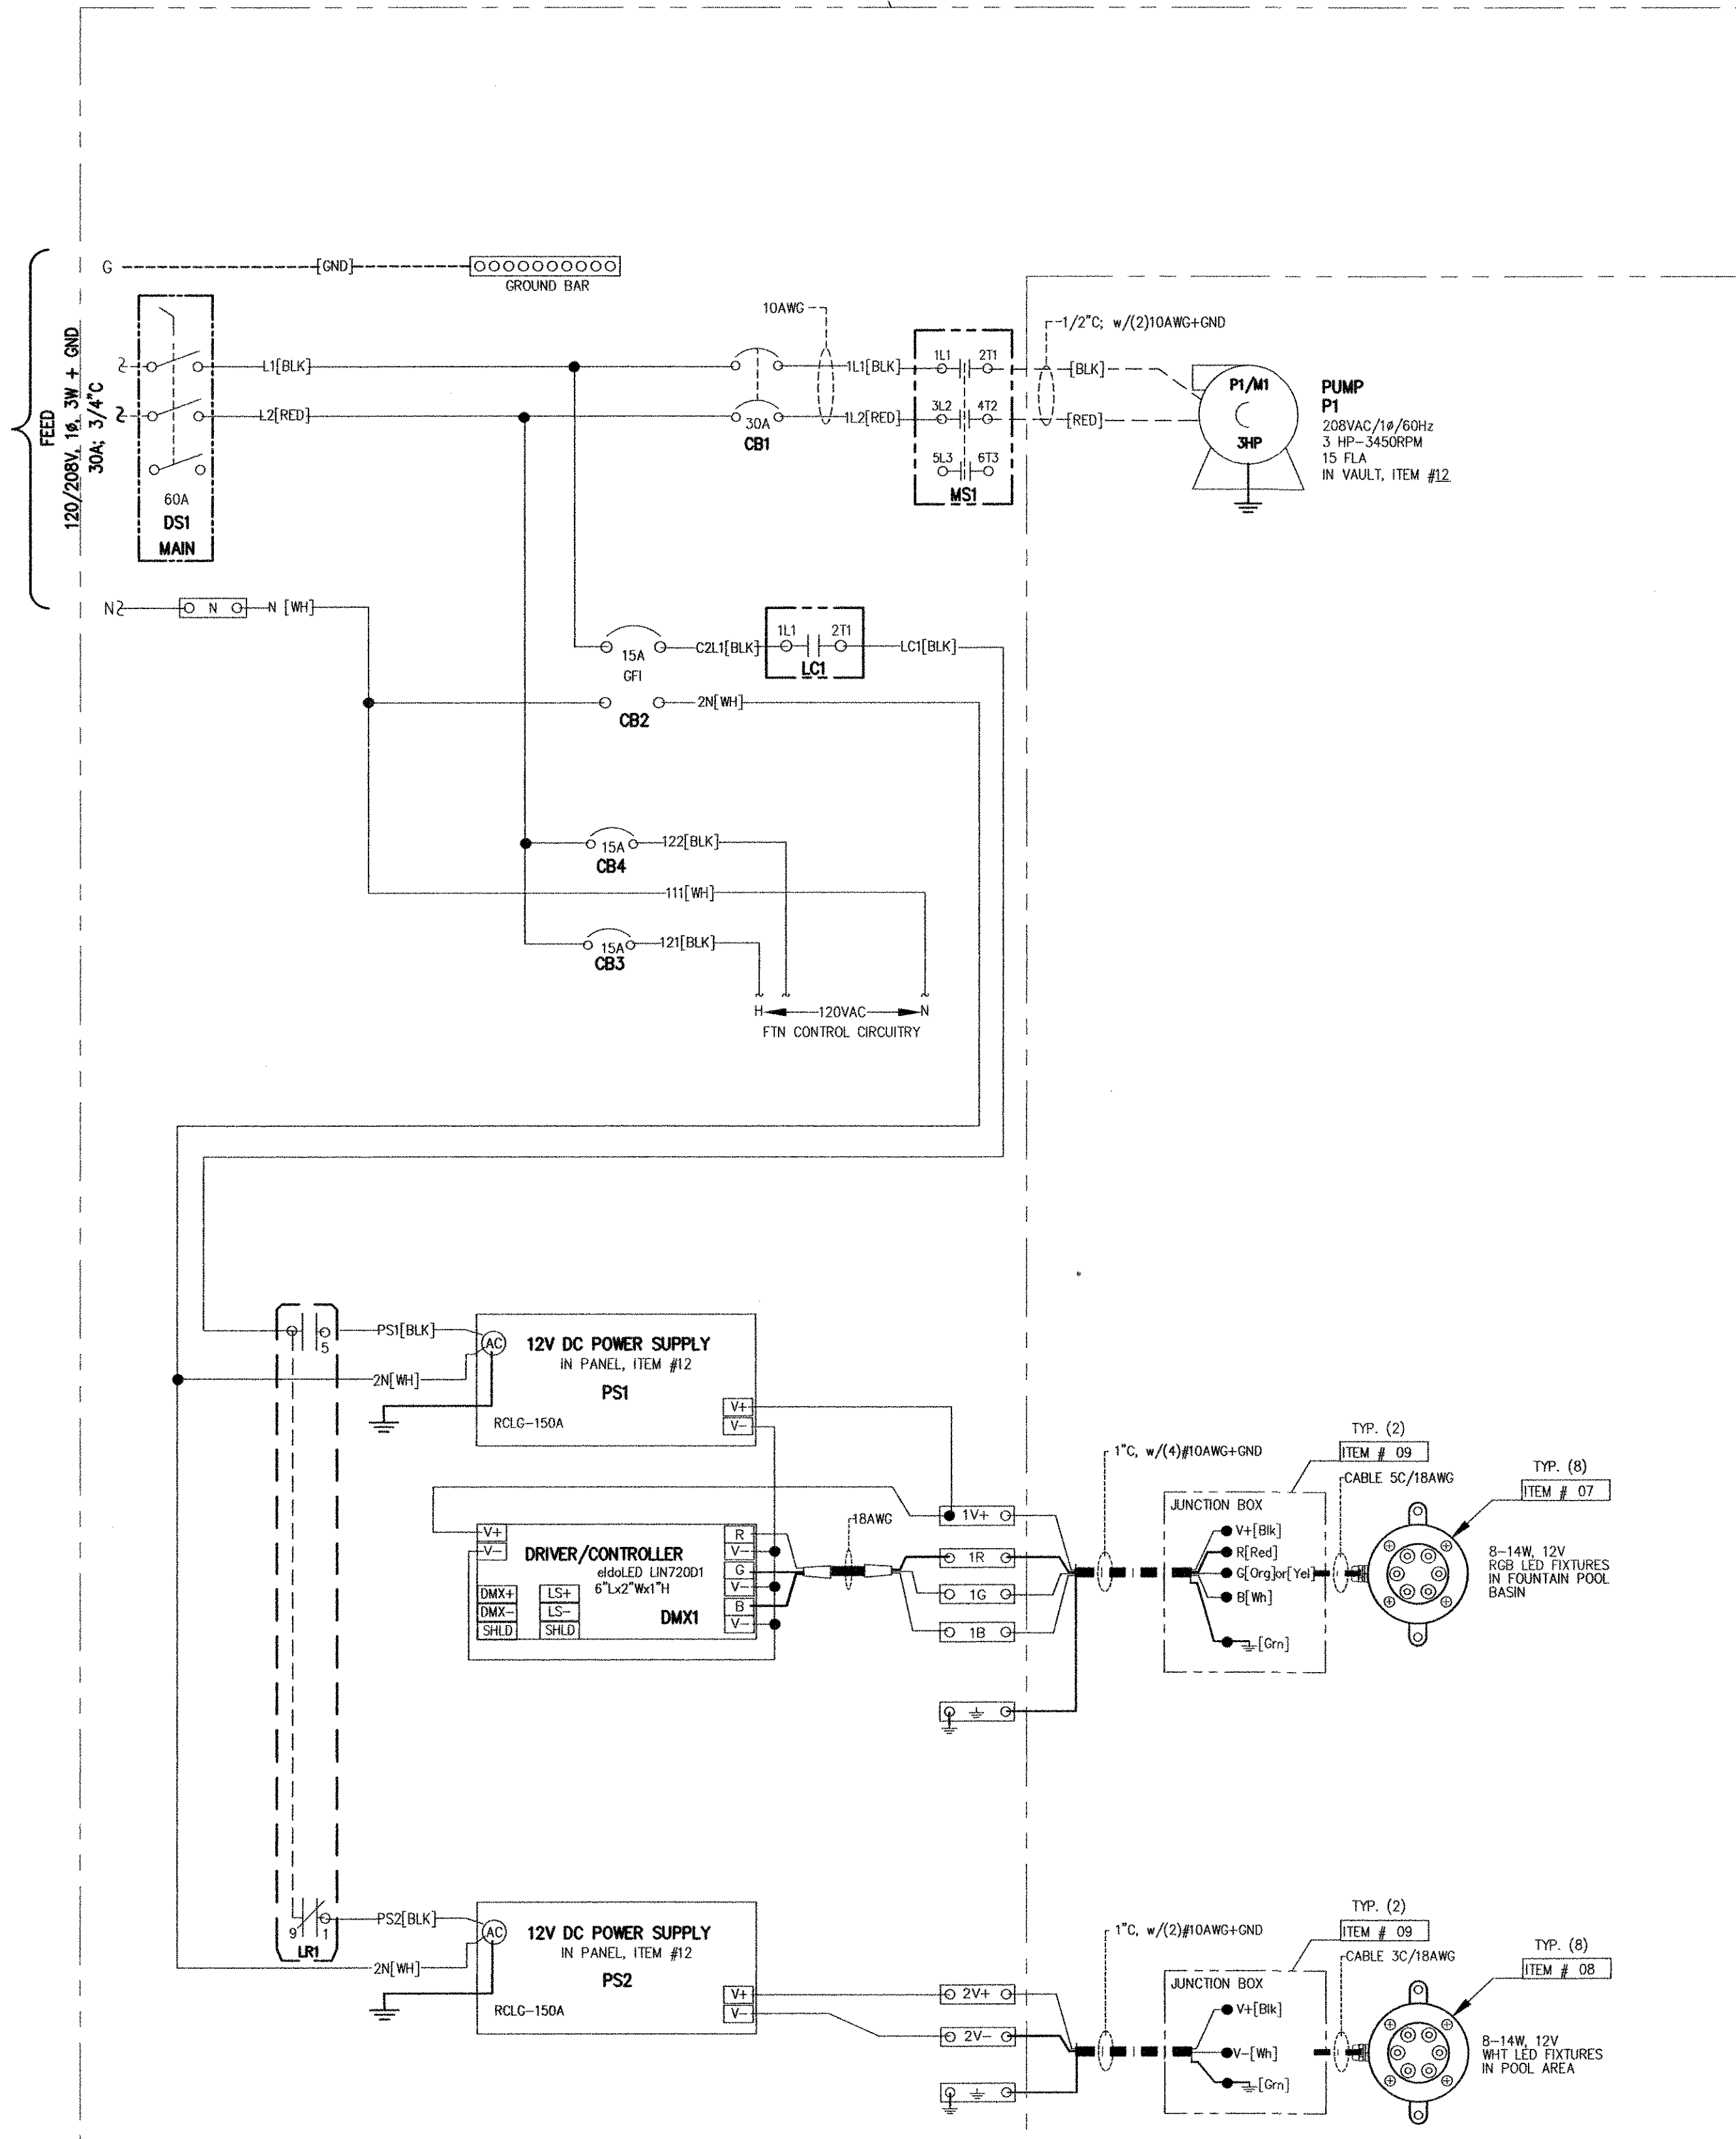 G
[GND]
GROUND BAR
FEED
120/208V, 1ø, 3W + GND
30A; 3/4"C
L1[BLK]
L2[RED]
60A
DS1
MAIN
10AWG
30A
CB1
1L1[BLK]
1L2[RED]
1L1
2T1
3L2
4T2
5L3
6T3
MS1
1/2"C; w/(2)10AWG+GND
[BLK]
[RED]
P1/M1
3HP
PUMP
P1
208VAC/1ø/60Hz
3 HP-3450RPM
15 FLA
IN VAULT, ITEM #12
N
N
N [WH]
15A
GFI
C2L1[BLK]
1L1
2T1
LC1
LC1[BLK]
CB2
2N[WH]
15A
CB4
122[BLK]
111[WH]
15A
CB3
121[BLK]
H
120VAC
N
FTN CONTROL CIRCUITRY
5
PS1[BLK]
2N[WH]
AC
12V DC POWER SUPPLY
IN PANEL, ITEM #12
PS1
RCLG-150A
V+
V-
V+
V-
DRIVER/CONTROLLER
eldoLED LIN720D1
6"Lx2"Wx1"H
DMX1
DMX+
DMX-
SHLD
LS+
LS-
SHLD
R
V-
G
V-
B
V-
18AWG
1V+
1R
1G
1B
1"C, w/(4)#10AWG+GND
TYP. (2)
ITEM # 09
CABLE 5C/18AWG
JUNCTION BOX
V+[Blk]
R[Red]
G[Org]or[Yel]
B[Wh]
[Grn]
TYP. (8)
ITEM # 07
8-14W, 12V
RGB LED FIXTURES
IN FOUNTAIN POOL
BASIN
9
1
LR1
PS2[BLK]
2N[WH]
AC
12V DC POWER SUPPLY
IN PANEL, ITEM #12
PS2
RCLG-150A
V+
V-
2V+
2V-
1"C, w/(2)#10AWG+GND
TYP. (2)
ITEM # 09
CABLE 3C/18AWG
JUNCTION BOX
V+[Blk]
V-[Wh]
[Grn]
TYP. (8)
ITEM # 08
8-14W, 12V
WHT LED FIXTURES
IN POOL AREA